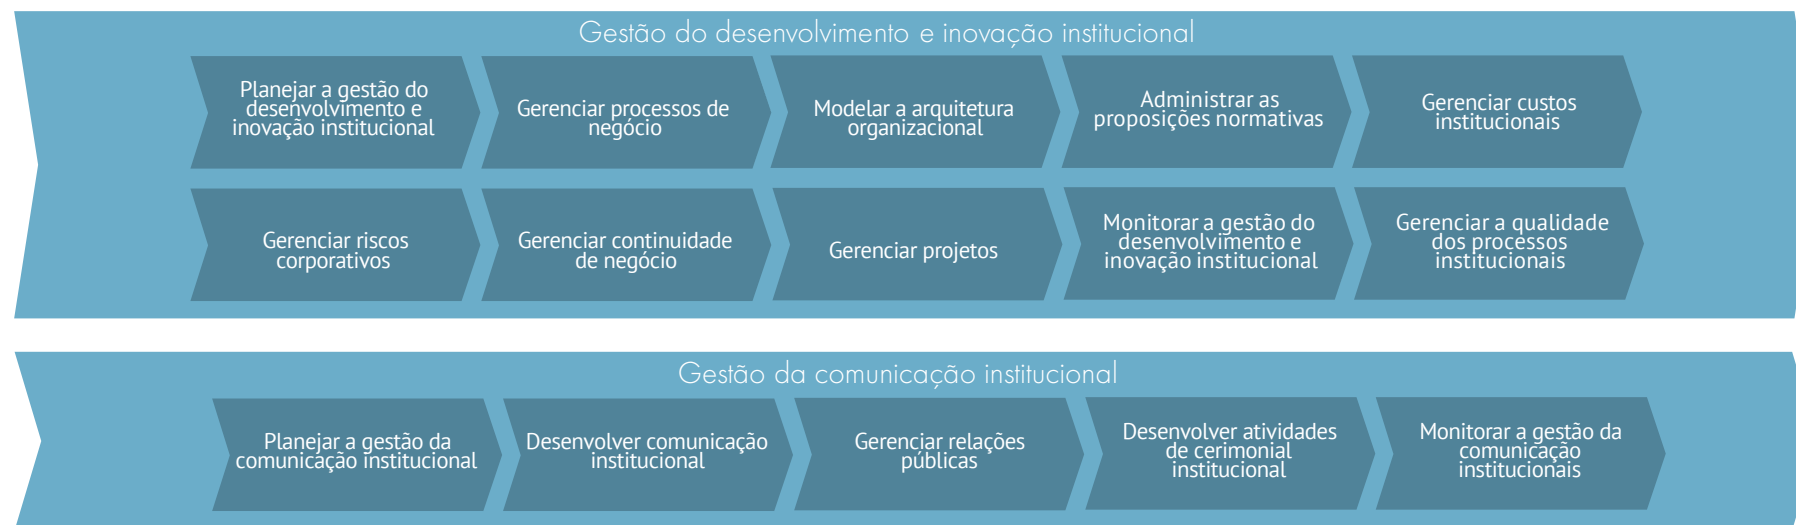 Gestão do desenvolvimento e inovação institucional
Planejar a gestão do
desenvolvimento e
inovação institucional
Gerenciar processos de
negócio
Modelar a arquitetura
organizacional
Administrar as
proposições normativas
Gerenciar custos
institucionais
Gerenciar riscos
corporativos
Gerenciar continuidade
de negócio
Gerenciar projetos
Monitorar a gestão do
desenvolvimento e
inovação institucional
Gerenciar a qualidade
dos processos
institucionais
Gestão da comunicação institucional
Planejar a gestão da
comunicação institucional
Desenvolver comunicação
institucional
Gerenciar relações
públicas
Desenvolver atividades
de cerimonial
institucional
Monitorar a gestão da
comunicação
institucionais